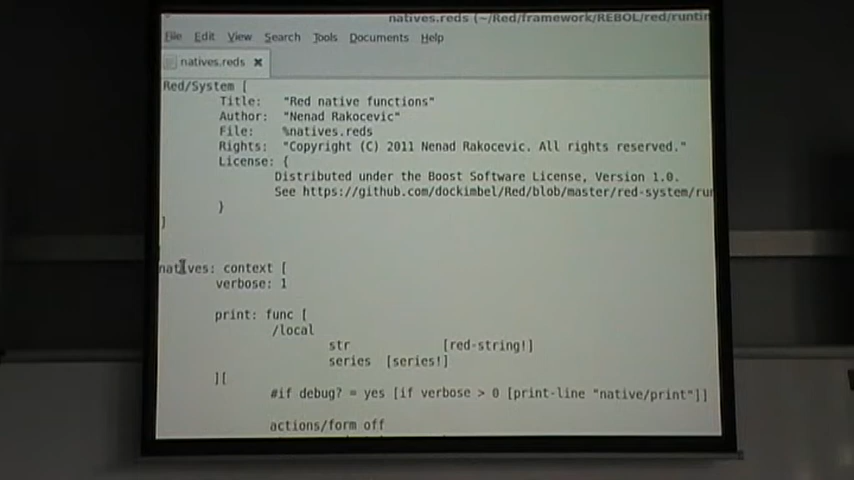 natives.reds (~/Red/framework/REBOL/red/runtim
File Edit View Search Tools Documents Help
natives.reds
Red/System [
Title: "Red native functions"
Author: "Nenad Rakocevic"
File: %natives.reds
Rights: "Copyright (C) 2011 Nenad Rakocevic. All rights reserved."
License: {
Distributed under the Boost Software License, Version 1.0.
See https://github.com/dockimbel/Red/blob/master/red-system/run
}
]
natives: context [
verbose: 1
print: func [
/local
str [red-string!]
series [series!]
][
#if debug? = yes [if verbose > 0 [print-line "native/print"]]
actions/form off